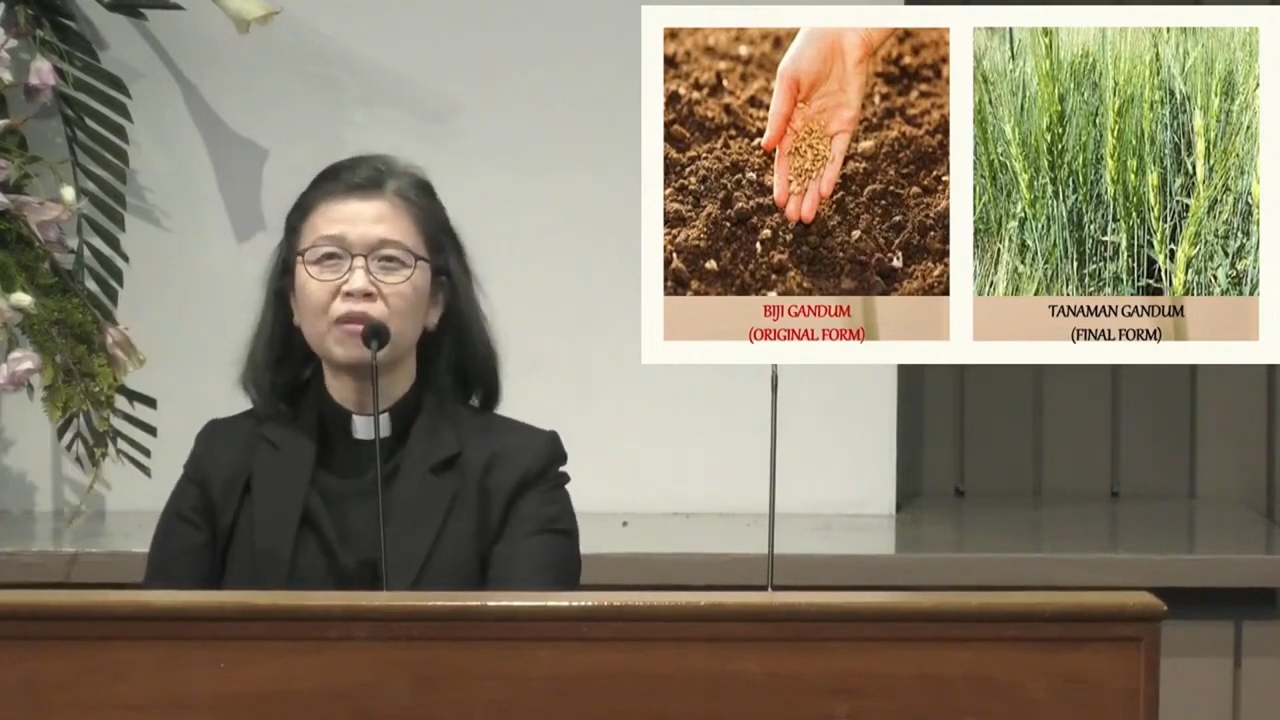 BIJI GANDUM
(ORIGINAL FORM)
TANAMAN GANDUM
(FINAL FORM)